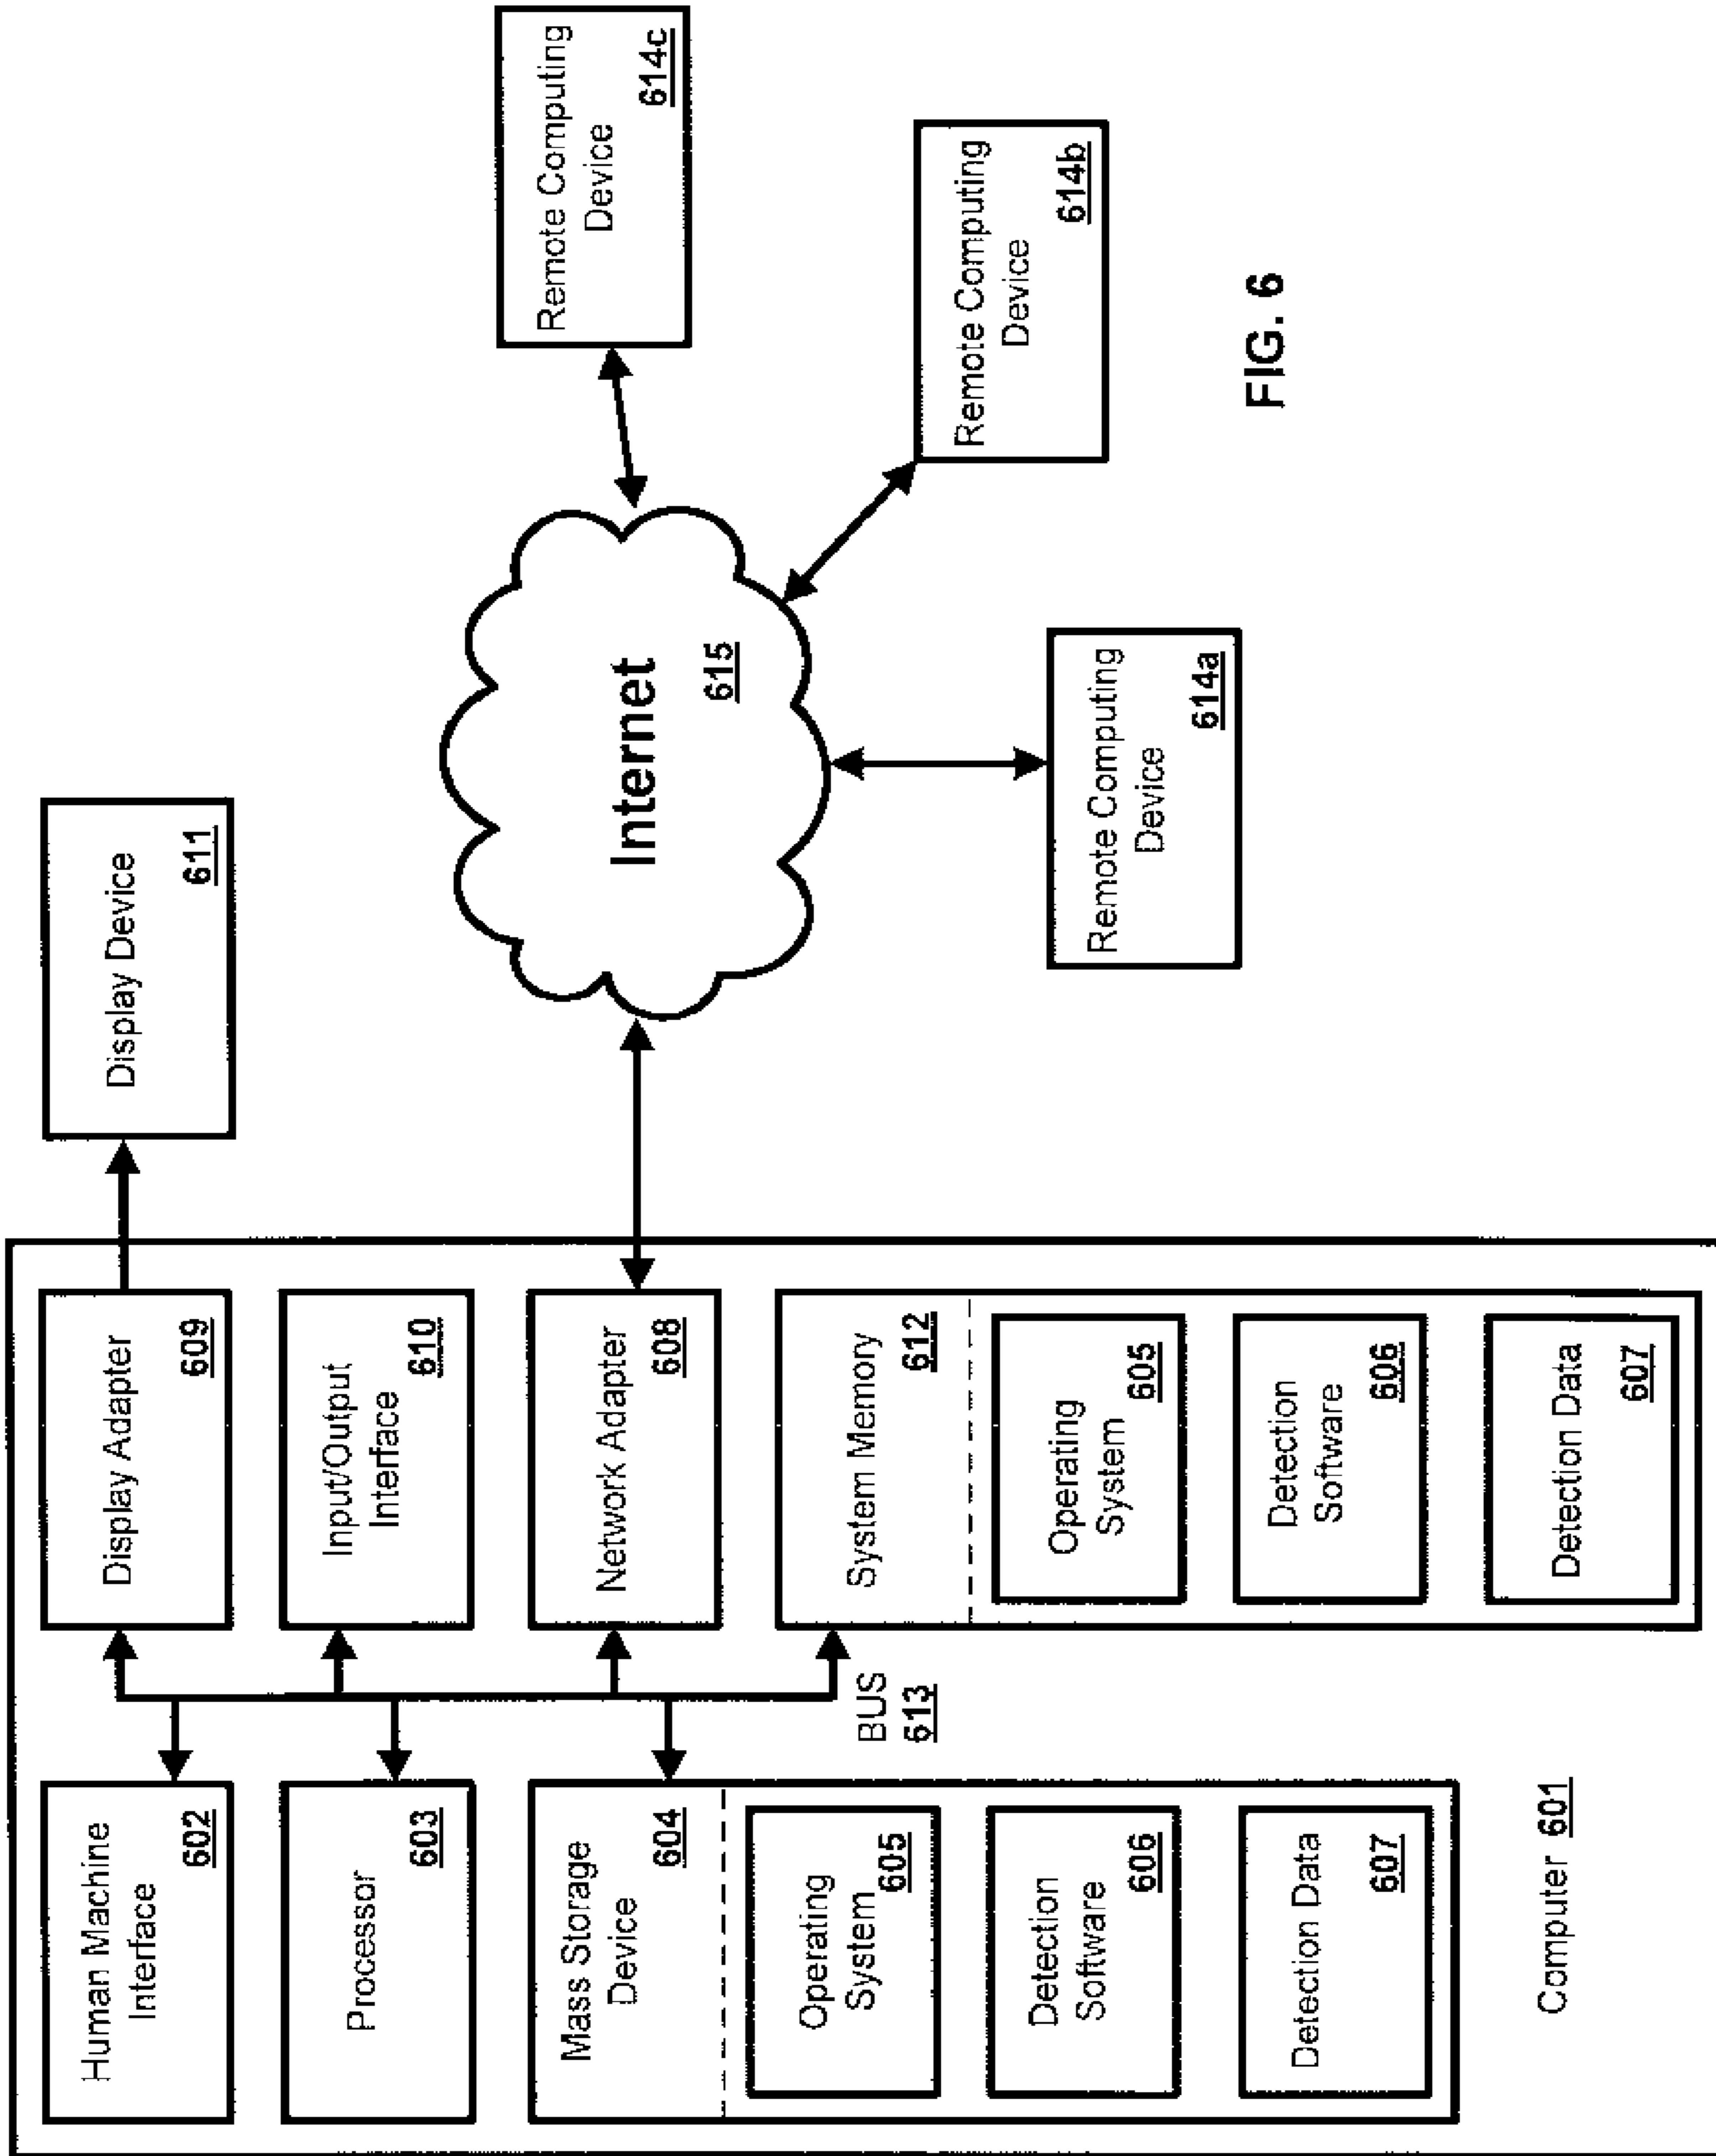 Human Machine
Interface
602
Processor
603
Mass Storage
Device
604
Operating
System
605
Detection
Software
606
Detection Data
607
Computer 601
BUS
613
Display Adapter
609
Input/Output
Interface
610
Network Adapter
608
System Memory
612
Operating
System
605
Detection
Software
606
Detection Data
607
Display Device
611
Internet
615
Remote Computing
Device
614a
Remote Computing
Device
614b
Remote Computing
Device
614c
FIG. 6